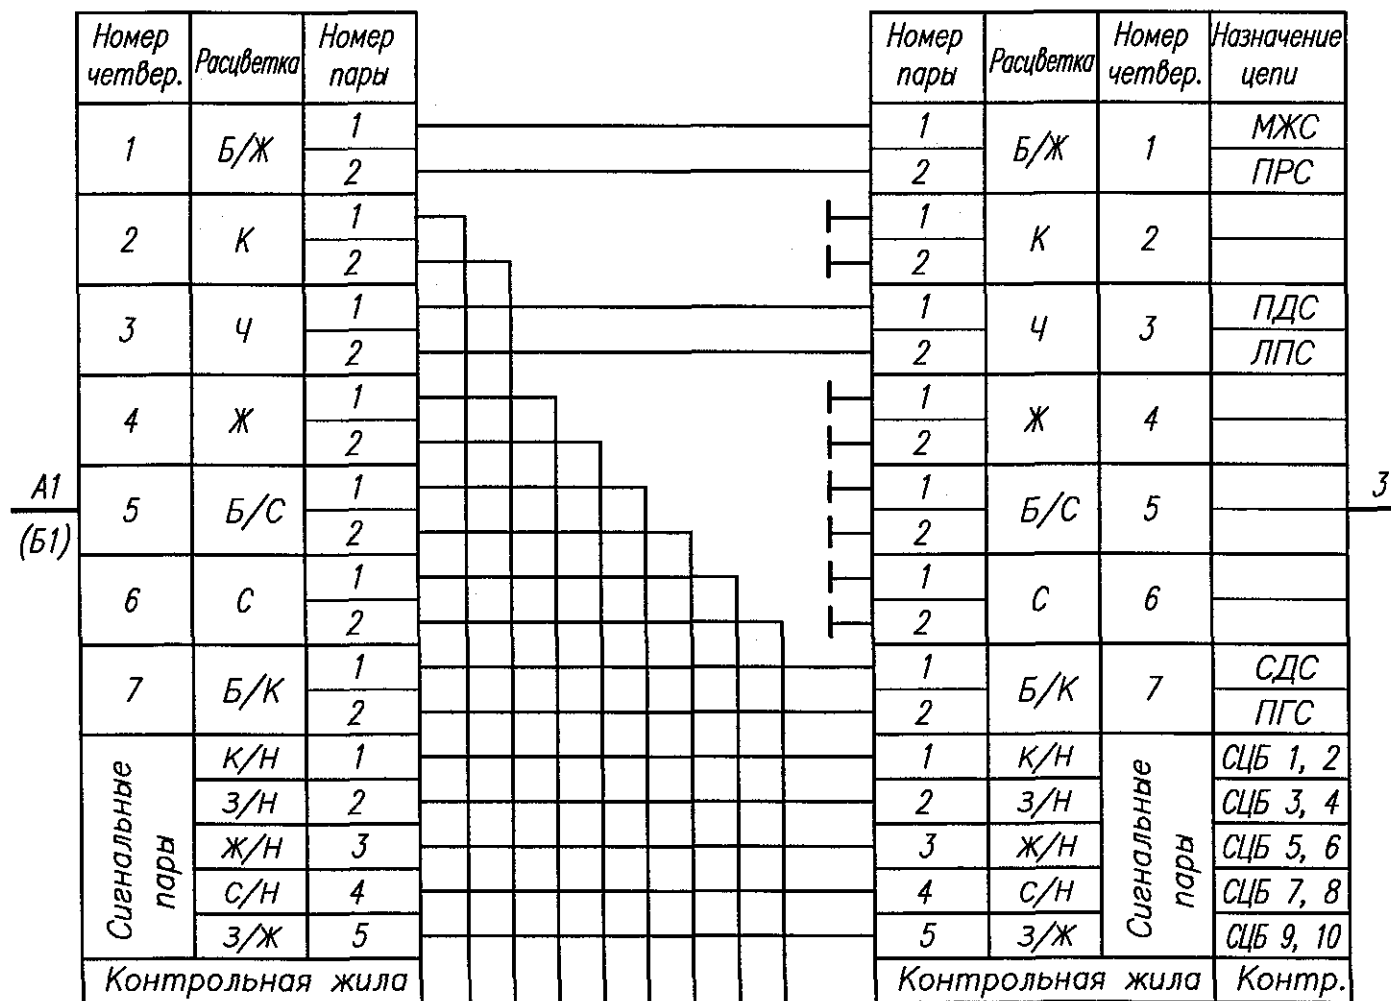 Номер четвер. Расцветка Номер пары
1 Б/Ж 1
2
2 К 1
2
3 Ч 1
2
4 Ж 1
2
5 Б/С 1
2
6 С 1
2
7 Б/К 1
2
Сигнальные пары
К/Н 1
З/Н 2
Ж/Н 3
С/Н 4
З/Ж 5
Контрольная жила
А1
(Б1)
Номер пары Расцветка Номер четвер. Назначение цепи
1 Б/Ж 1 МЖС
2 ПРС
1 К 2
2
1 Ч 3 ПДС
2 ЛПС
1 Ж 4
2
1 Б/С 5
2
1 С 6
2
1 Б/К 7 СДС
2 ПГС
1 К/Н СЦБ 1, 2
2 З/Н СЦБ 3, 4
3 Ж/Н СЦБ 5, 6
4 С/Н СЦБ 7, 8
5 З/Ж СЦБ 9, 10
Сигнальные пары
Контрольная жила Контр.
3